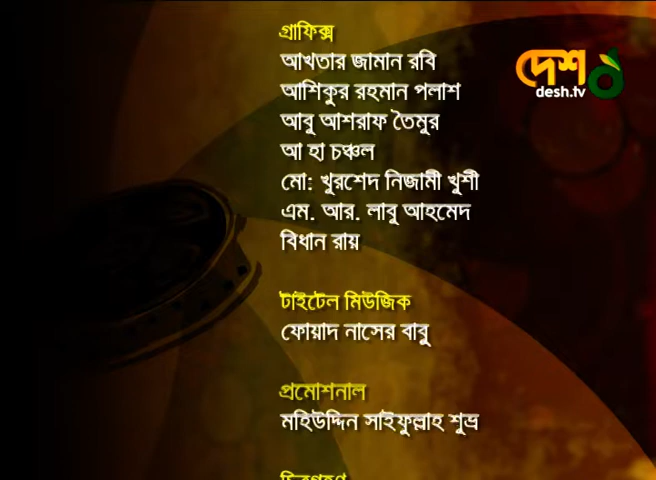 গ্রাফিক্স
আখতার জামান রবি
আশিকুর রহমান পলাশ
আবু আশরাফ তৈমুর
আ হা চঞ্চল
মো: খুরশেদ নিজামী খুশী
এম. আর. লাবু আহমেদ
বিধান রায়
টাইটেল মিউজিক
ফোয়াদ নাসের বাবু
প্রমোশনাল
মহিউদ্দিন সাইফুল্লাহ শুভ্র
দেশ
desh.tv